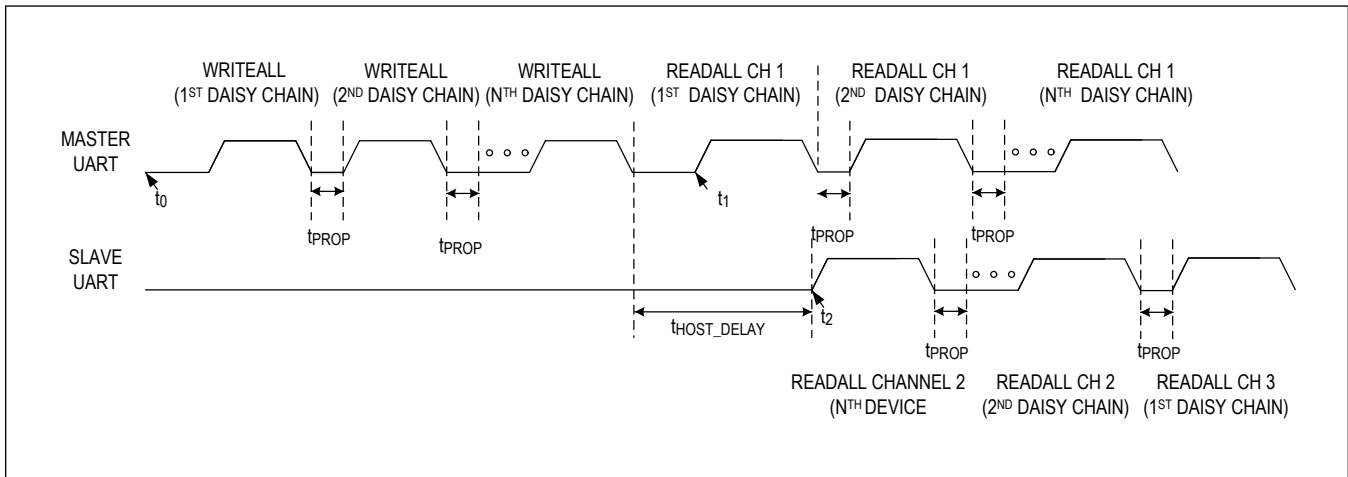 WRITEALL
(1ST DAISY CHAIN)
WRITEALL
(2ND DAISY CHAIN)
WRITEALL
(NTH DAISY CHAIN)
READALL CH 1
(1ST DAISY CHAIN)
READALL CH 1
(2ND DAISY CHAIN)
READALL CH 1
(NTH DAISY CHAIN)
MASTER
UART
t0
t1
tPROP
tPROP
tPROP
tPROP
SLAVE
UART
t2
tHOST_DELAY
tPROP
tPROP
READALL CHANNEL 2
(NTH DEVICE
READALL CH 2
(2ND DAISY CHAIN)
READALL CH 3
(1ST DAISY CHAIN)